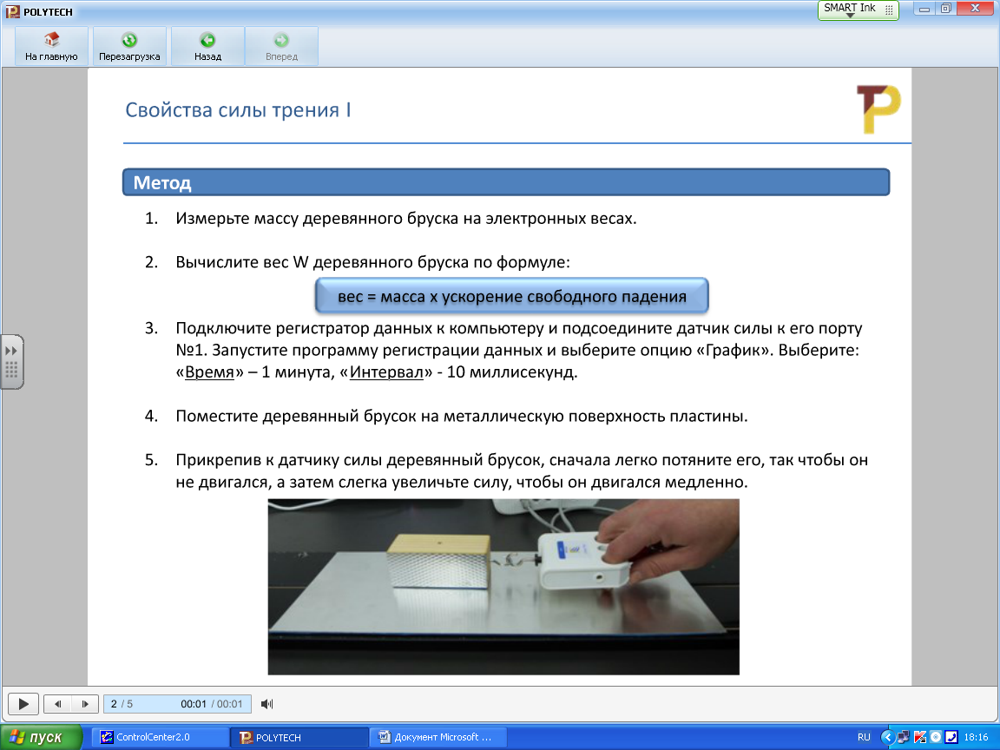 POLYTECH
SMART Ink
На главную
Перезагрузка
Назад
Вперед
Свойства силы трения I
TP
Метод
1. Измерьте массу деревянного бруска на электронных весах.
2. Вычислите вес W деревянного бруска по формуле:
вес = масса х ускорение свободного падения
3. Подключите регистратор данных к компьютеру и подсоедините датчик силы к его порту
№1. Запустите программу регистрации данных и выберите опцию «График». Выберите:
«Время» – 1 минута, «Интервал» - 10 миллисекунд.
4. Поместите деревянный брусок на металлическую поверхность пластины.
5. Прикрепив к датчику силы деревянный брусок, сначала легко потяните его, так чтобы он
не двигался, а затем слегка увеличьте силу, чтобы он двигался медленно.
2 / 5 00:01 / 00:01
пуск
ControlCenter2.0
POLYTECH
Документ Microsoft ...
RU
18:16